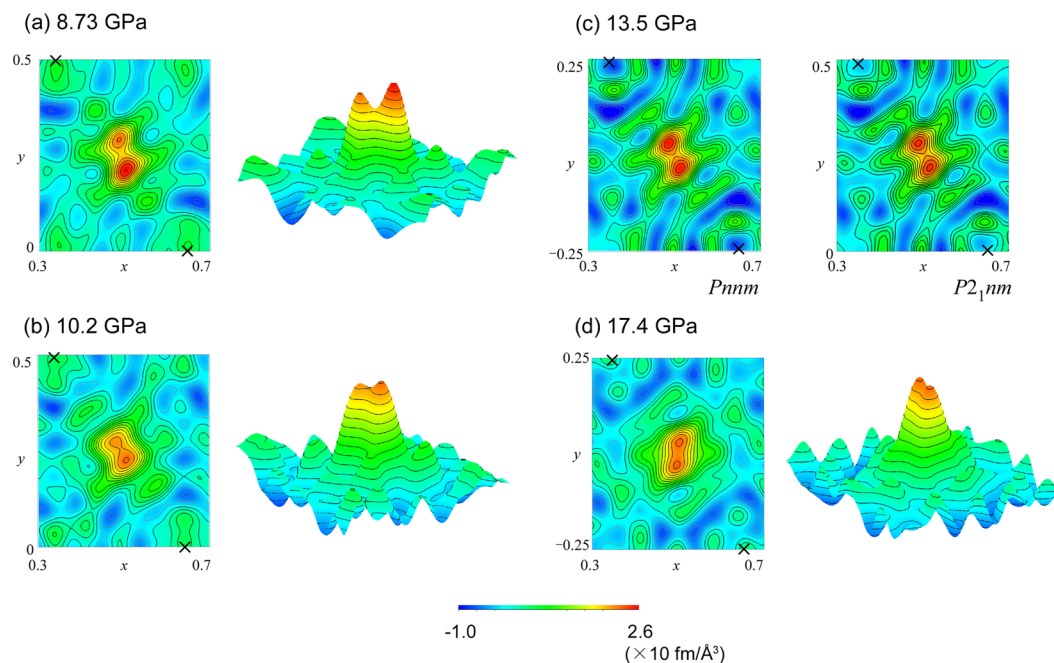 (a) 8.73 GPa
0.5
y
0
0.3
x
0.7
(b) 10.2 GPa
0.5
y
0
0.3
x
0.7
(c) 13.5 GPa
0.25
y
−0.25
0.3
x
0.7
Pnnm
0.5
y
0
0.3
x
0.7
P2₁nm
(d) 17.4 GPa
0.25
y
−0.25
0.3
x
0.7
-1.0
2.6
(×10 fm/Å³)